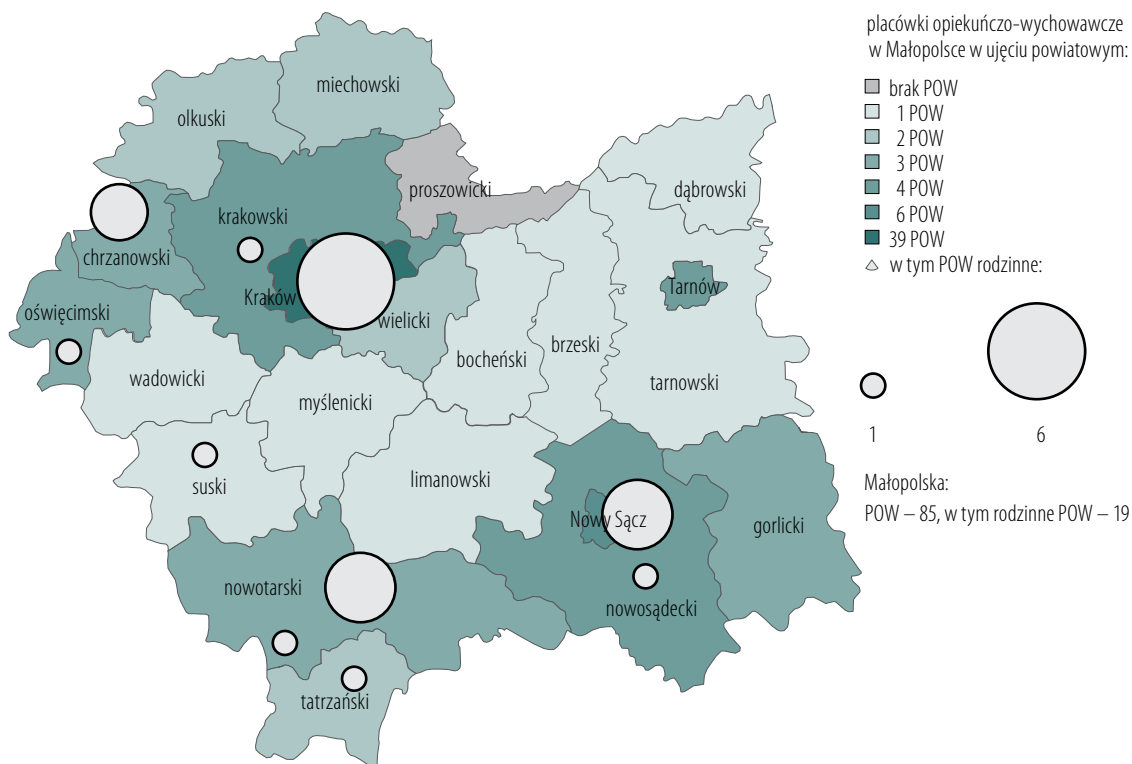 placówki opiekuńczo-wychowawcze
w Małopolsce w ujęciu powiatowym:
brak POW
1 POW
2 POW
3 POW
4 POW
6 POW
39 POW
w tym POW rodzinne:
1
6
Małopolska:
POW – 85, w tym rodzinne POW – 19
miechowski
olkuski
proszowicki
dąbrowski
krakowski
chrzanowski
Kraków
Tarnów
oświęcimski
wielicki
brzeski
bocheński
wadowicki
tarnowski
myślenicki
limanowski
suski
Nowy Sącz
gorlicki
nowotarski
nowosądecki
tatrzański